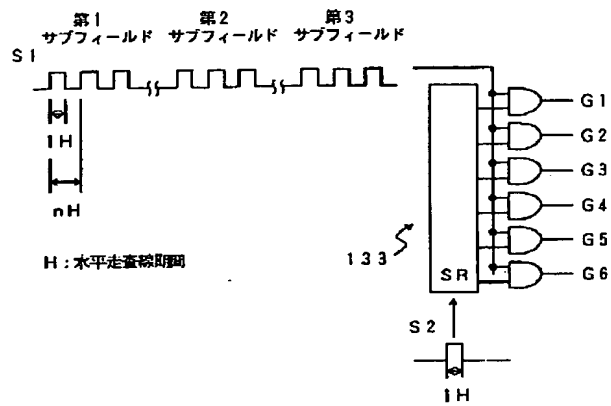 第1
サブフィールド
第2
サブフィールド
第3
サブフィールド
S1
1H
nH
H：水平走査線期間
133
SR
S2
1H
G1
G2
G3
G4
G5
G6